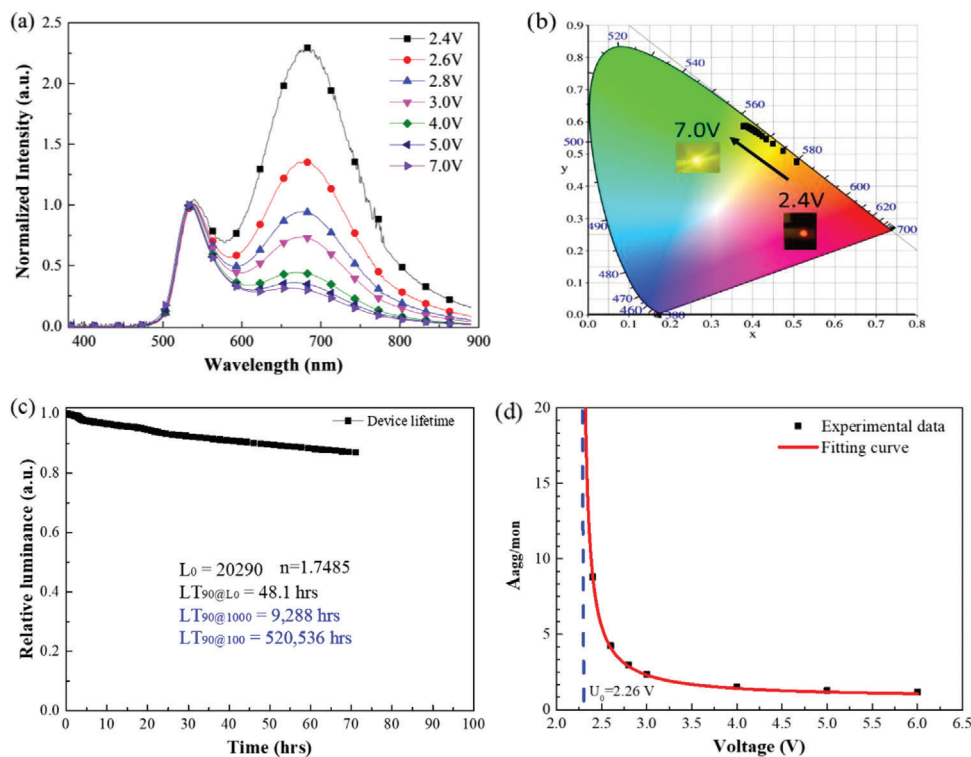 (a)
Normalized Intensity (a.u.)
2.5
2.0
1.5
1.0
0.5
0.0
400 500 600 700 800 900
Wavelength (nm)
2.4V
2.6V
2.8V
3.0V
4.0V
5.0V
7.0V
(b)
y
0.9
0.8
0.7
0.6
0.5
0.4
0.3
0.2
0.1
0.0
0.0 0.1 0.2 0.3 0.4 0.5 0.6 0.7 0.8
x
520
540
560
580
600
620
700
500
490
480
470
460
380
7.0V
2.4V
(c)
Relative luminance (a.u.)
1.0
0.8
0.6
0.4
0.2
0.0
0 10 20 30 40 50 60 70 80 90 100
Time (hrs)
Device lifetime
L0 = 20290 n=1.7485
LT90@L0 = 48.1 hrs
LT90@1000 = 9,288 hrs
LT90@100 = 520,536 hrs
(d)
Aagg/mon
20
15
10
5
0
2.0 2.5 3.0 3.5 4.0 4.5 5.0 5.5 6.0 6.5
Voltage (V)
Experimental data
Fitting curve
U0=2.26 V